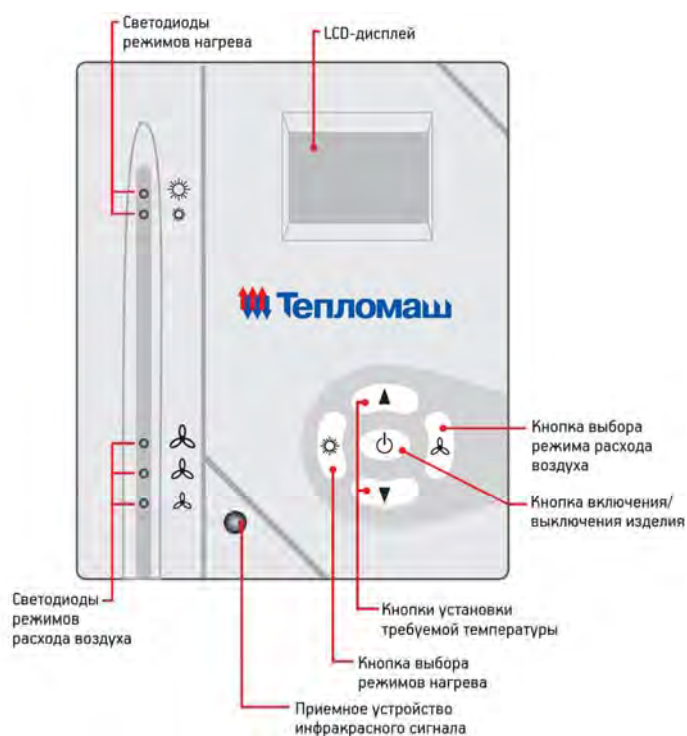 Светодиоды
режимов нагрева
LCD-дисплей
Тепломаш
Кнопка выбора
режима расхода
воздуха
Кнопка включения/
выключения изделия
Светодиоды
режимов
расхода воздуха
Кнопки установки
требуемой температуры
Кнопка выбора
режимов нагрева
Приемное устройство
инфракрасного сигнала